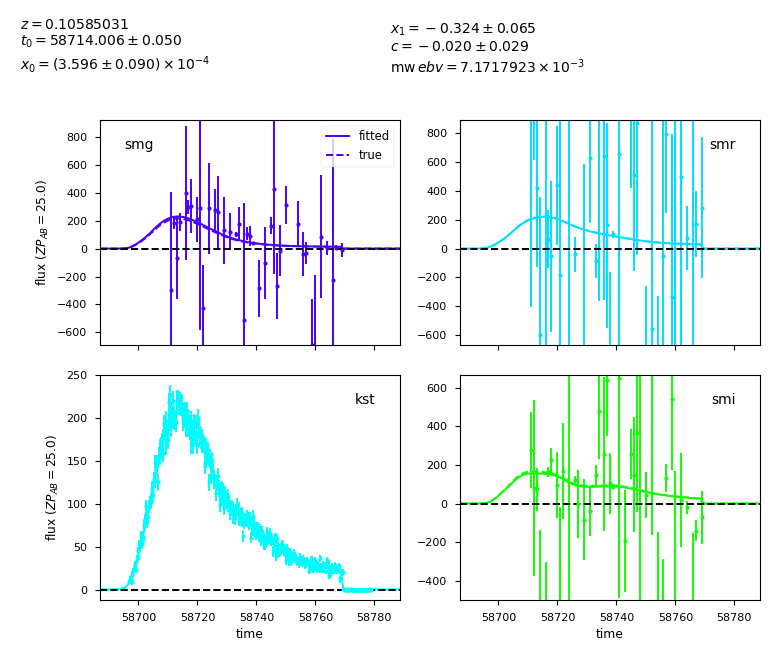 z = 0.10585031
t₀ = 58714.006 ± 0.050
x₀ = (3.596 ± 0.090) × 10⁻⁴
x₁ = −0.324 ± 0.065
c = −0.020 ± 0.029
mw ebv = 7.1717923 × 10⁻³
smg
fitted
true
800
600
400
200
0
−200
−400
−600
flux (ZP_AB = 25.0)
smr
800
600
400
200
0
−200
−400
−600
kst
250
200
150
100
50
0
flux (ZP_AB = 25.0)
58700 58720 58740 58760 58780
time
smi
600
400
200
0
−200
−400
58700 58720 58740 58760 58780
time